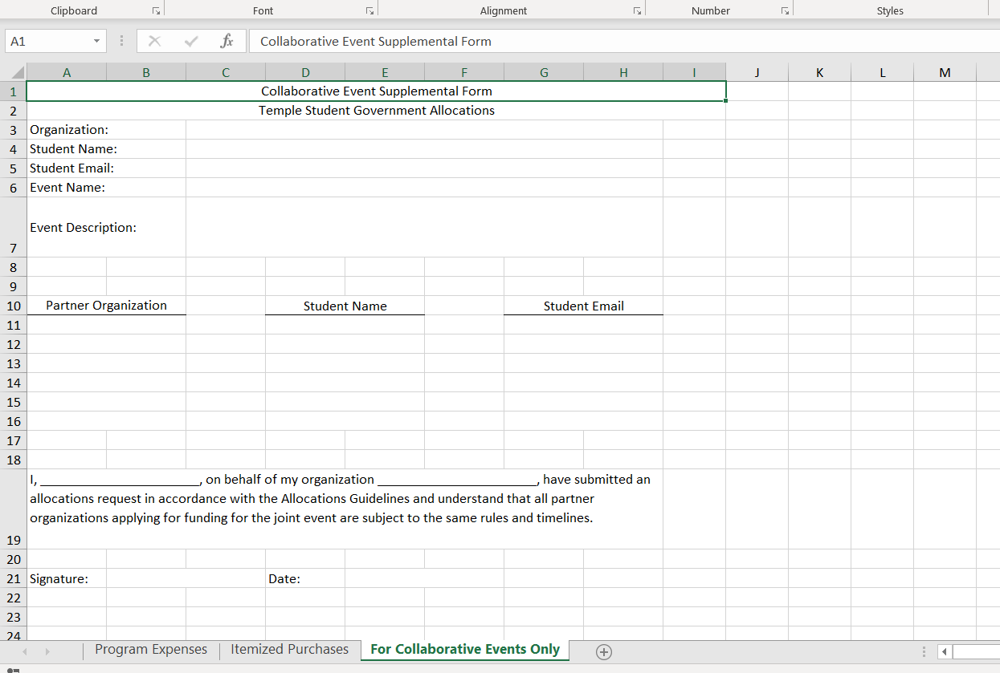 Clipboard Font Alignment Number Styles
A1 fx Collaborative Event Supplemental Form
A B C D E F G H I J K L M
1 Collaborative Event Supplemental Form
2 Temple Student Government Allocations
3 Organization:
4 Student Name:
5 Student Email:
6 Event Name:
7 Event Description:
8
9
10 Partner Organization Student Name Student Email
11
12
13
14
15
16
17
18
I, ________________________, on behalf of my organization ________________________, have submitted an
allocations request in accordance with the Allocations Guidelines and understand that all partner
organizations applying for funding for the joint event are subject to the same rules and timelines.
19
20
21 Signature: Date:
22
23
24
Program Expenses Itemized Purchases For Collaborative Events Only